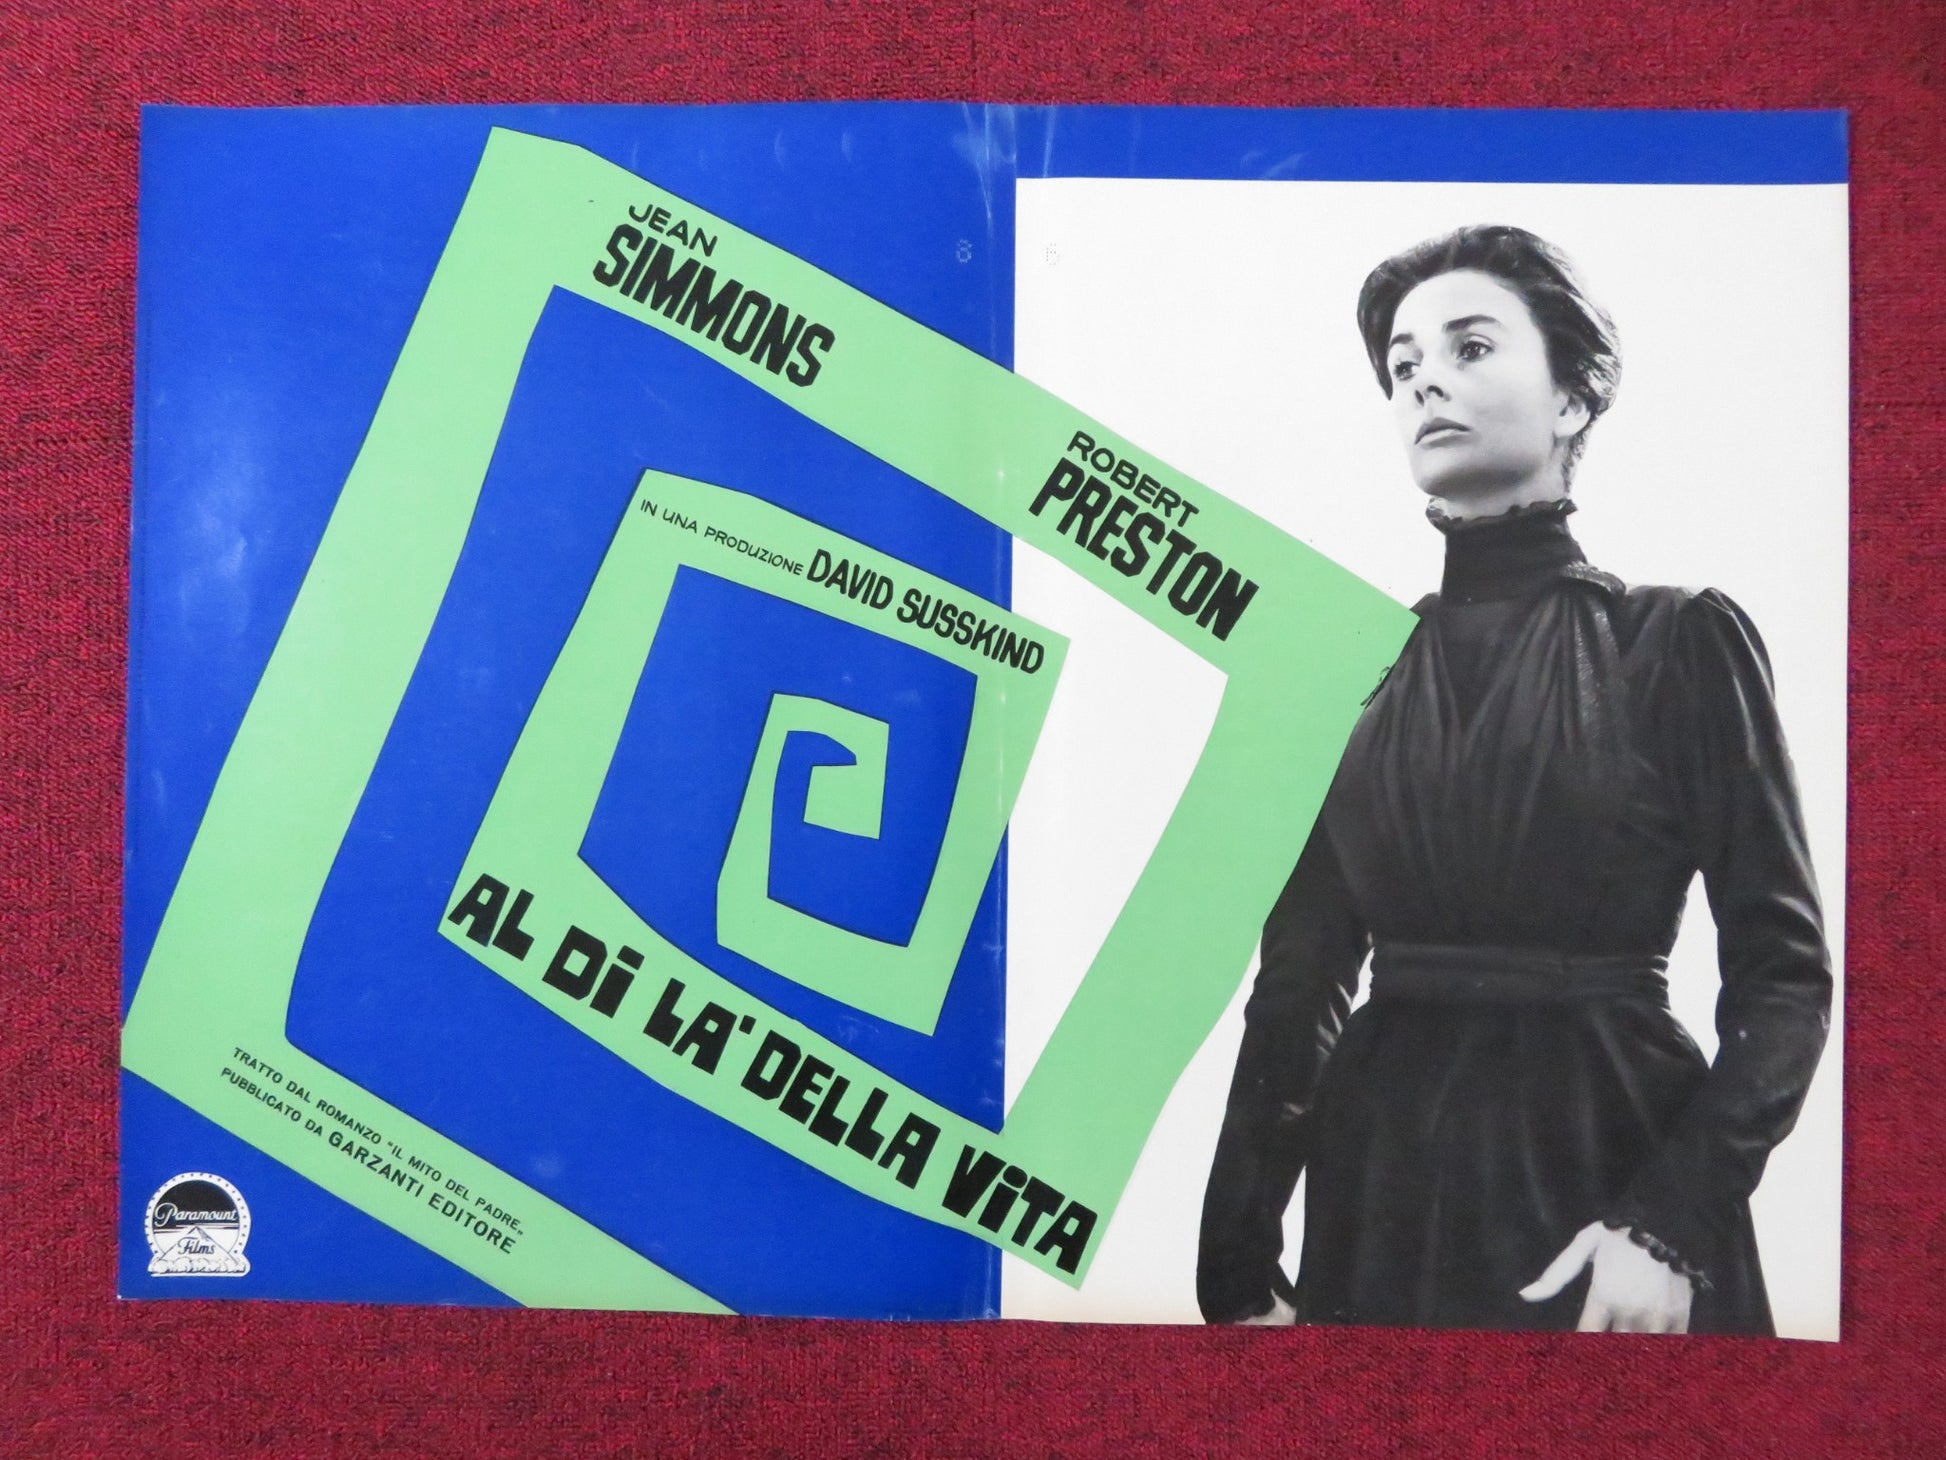 JEAN
SIMMONS
ROBERT
PRESTON
IN UNA PRODUZIONE DAVID SUSSKIND
AL Di LA' DELLA ViTA
TRATTO DAL ROMANZO "IL MITO DEL PADRE"
PUBBLICATO DA GARZANTI EDITORE
Paramount
Films